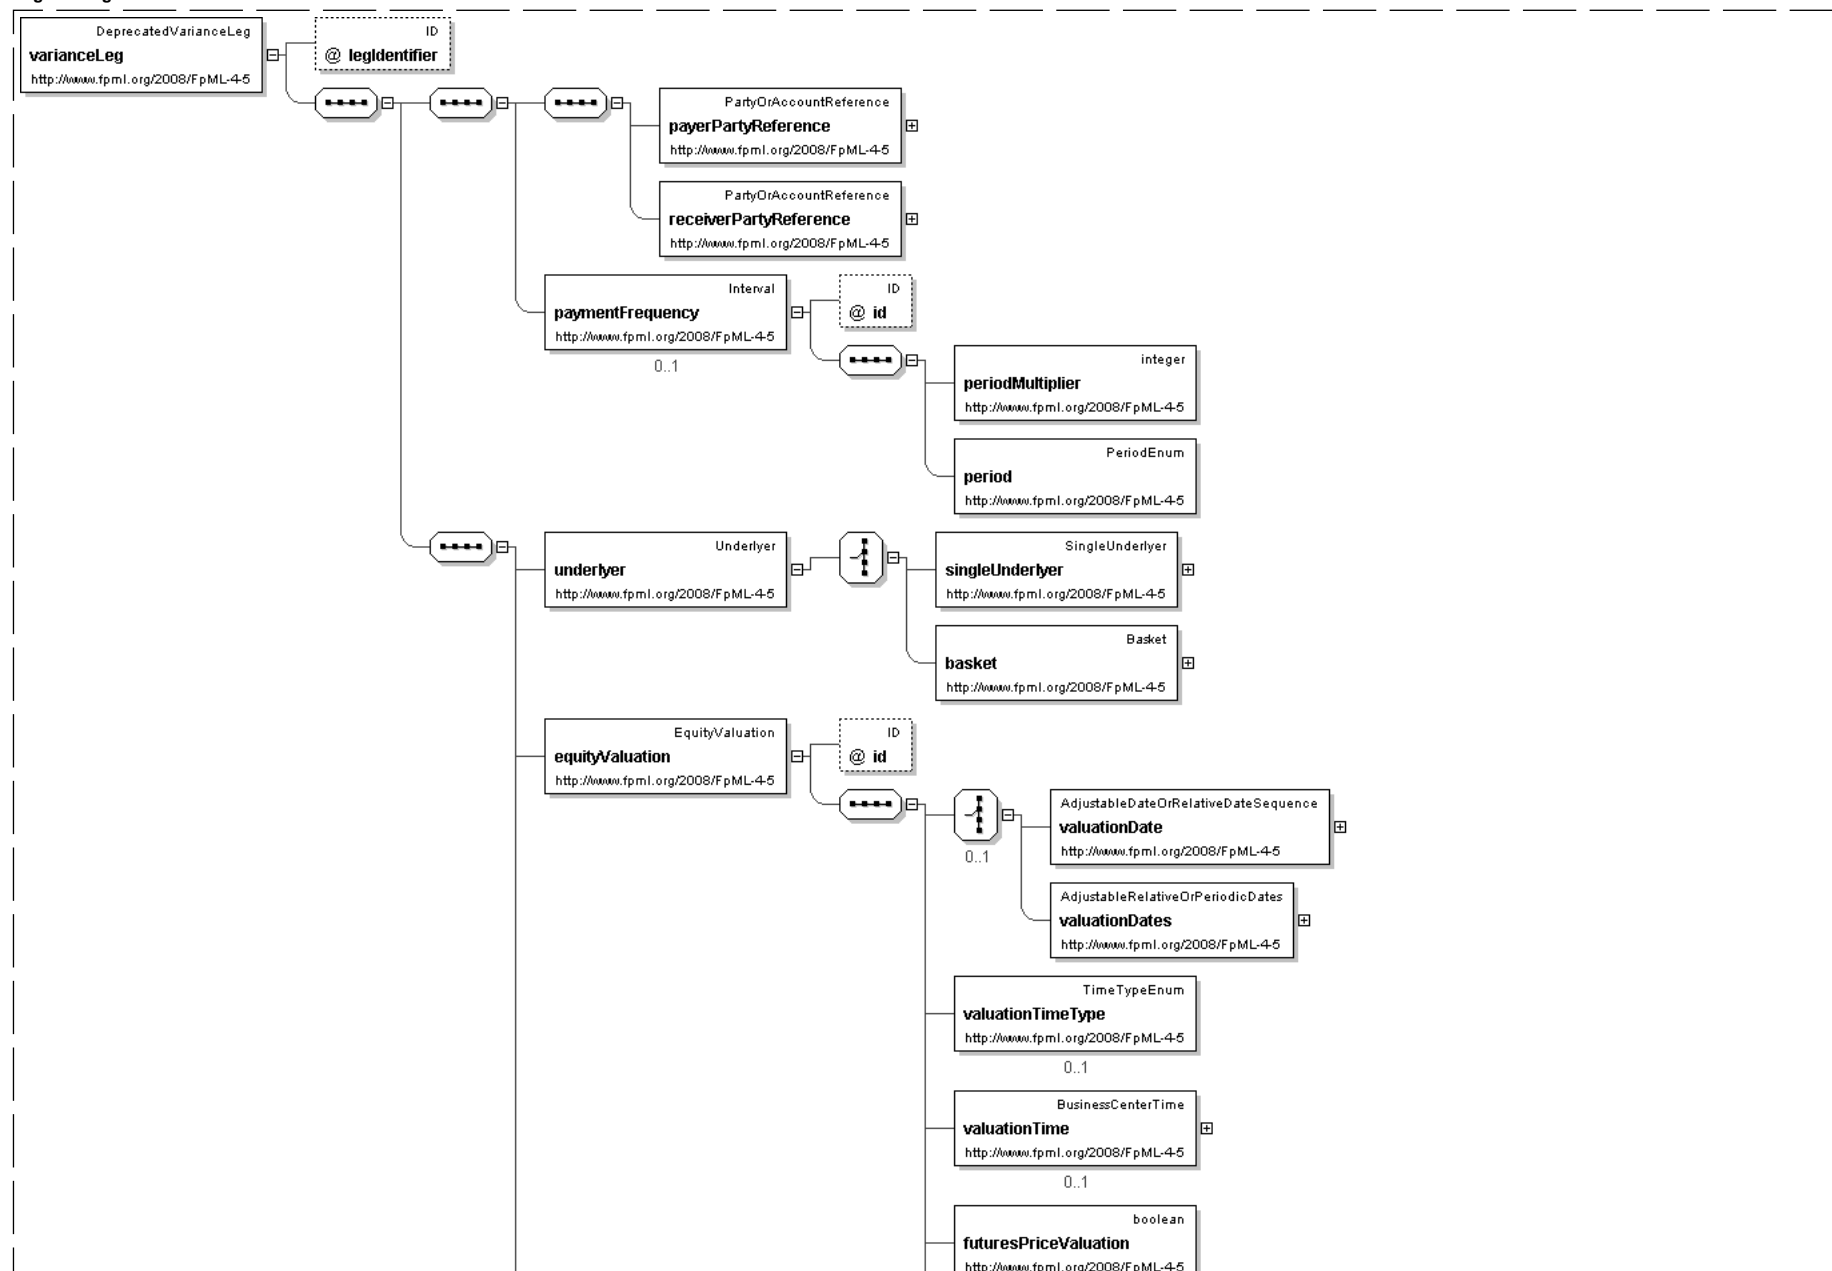 DeprecatedVarianceLeg
varianceLeg
http://www.fpml.org/2008/FpML-4-5
ID
@ legIdentifier
PartyOrAccountReference
payerPartyReference
http://www.fpml.org/2008/FpML-4-5
PartyOrAccountReference
receiverPartyReference
http://www.fpml.org/2008/FpML-4-5
Interval
paymentFrequency
http://www.fpml.org/2008/FpML-4-5
0..1
ID
@ id
integer
periodMultiplier
http://www.fpml.org/2008/FpML-4-5
PeriodEnum
period
http://www.fpml.org/2008/FpML-4-5
Underlyer
underlyer
http://www.fpml.org/2008/FpML-4-5
SingleUnderlyer
singleUnderlyer
http://www.fpml.org/2008/FpML-4-5
Basket
basket
http://www.fpml.org/2008/FpML-4-5
EquityValuation
equityValuation
http://www.fpml.org/2008/FpML-4-5
ID
@ id
0..1
AdjustableDateOrRelativeDateSequence
valuationDate
http://www.fpml.org/2008/FpML-4-5
AdjustableRelativeOrPeriodicDates
valuationDates
http://www.fpml.org/2008/FpML-4-5
TimeTypeEnum
valuationTimeType
http://www.fpml.org/2008/FpML-4-5
0..1
BusinessCenterTime
valuationTime
http://www.fpml.org/2008/FpML-4-5
0..1
boolean
futuresPriceValuation
http://www.fpml.org/2008/FpML-4-5